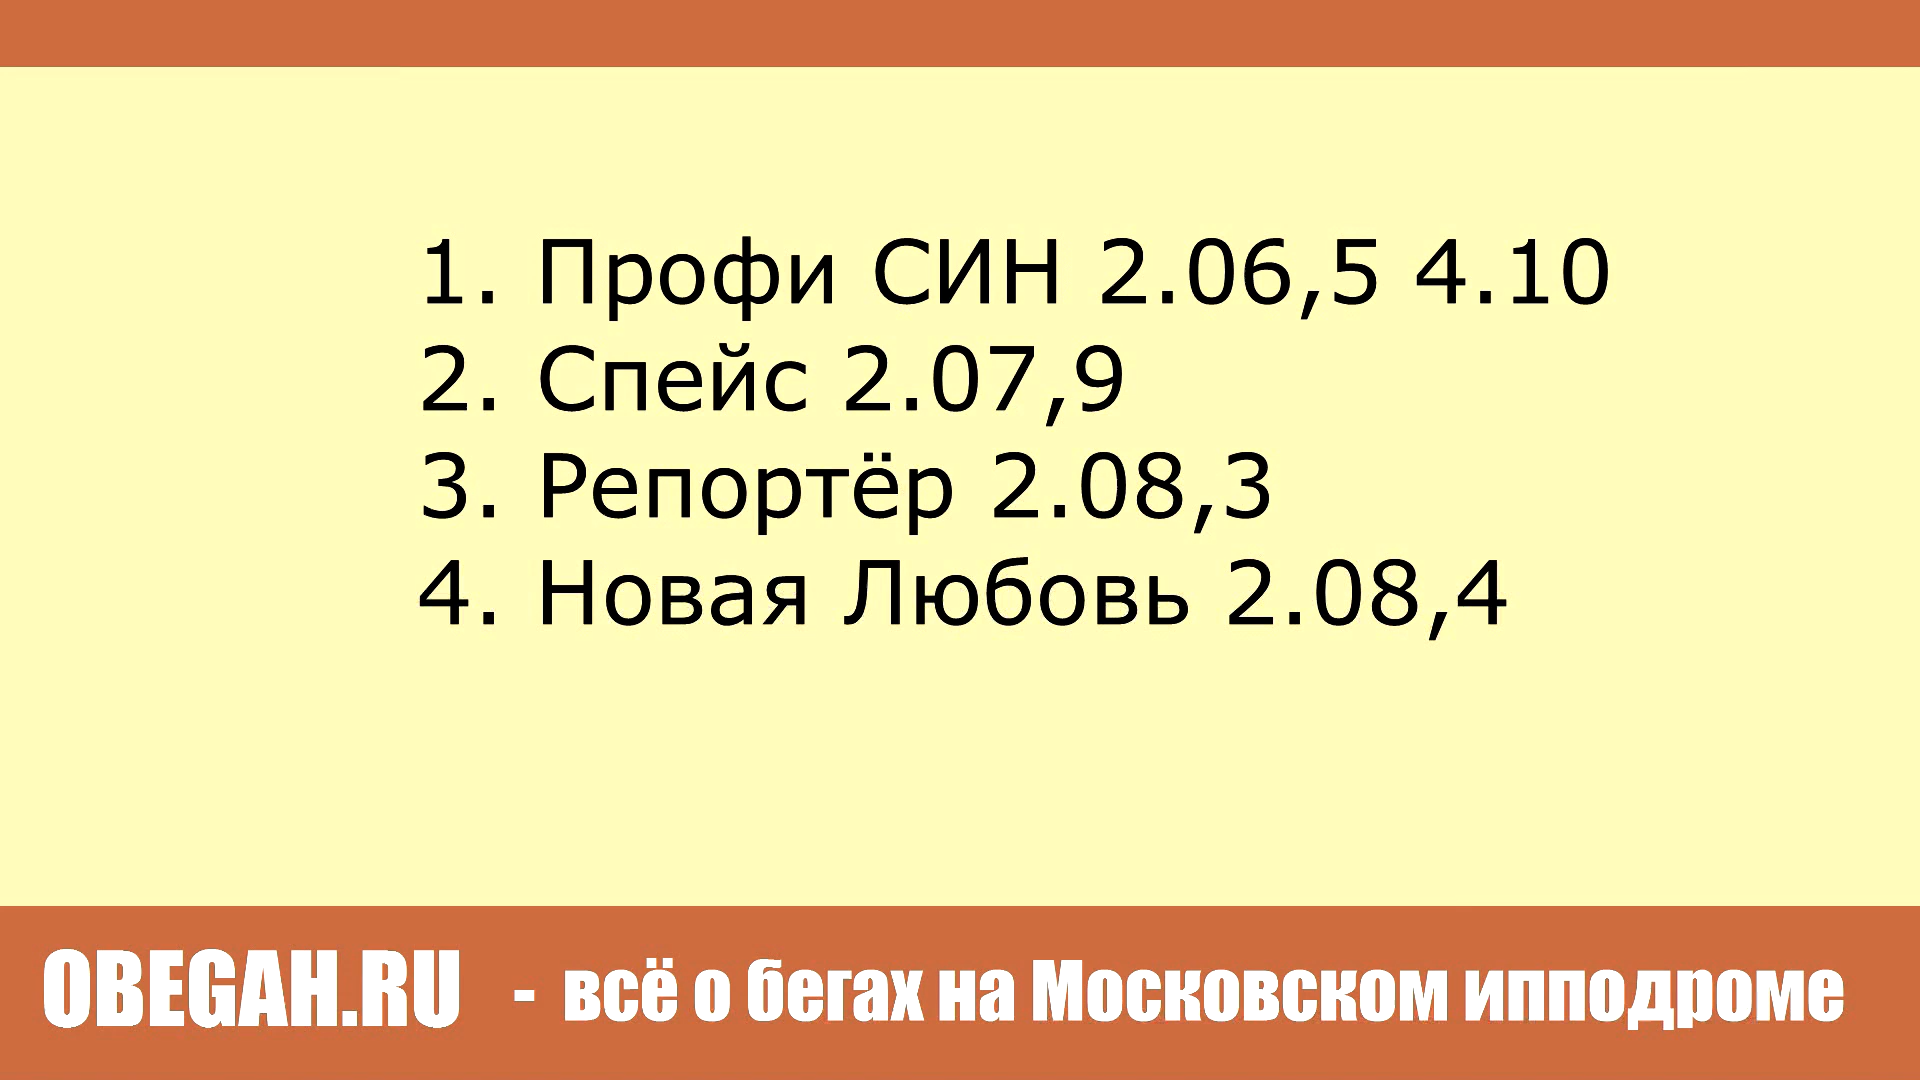 1. Профи СИН 2.06,5 4.10
2. Спейс 2.07,9
3. Репортёр 2.08,3
4. Новая Любовь 2.08,4
OBEGAH.RU - всё о бегах на Московском ипподроме